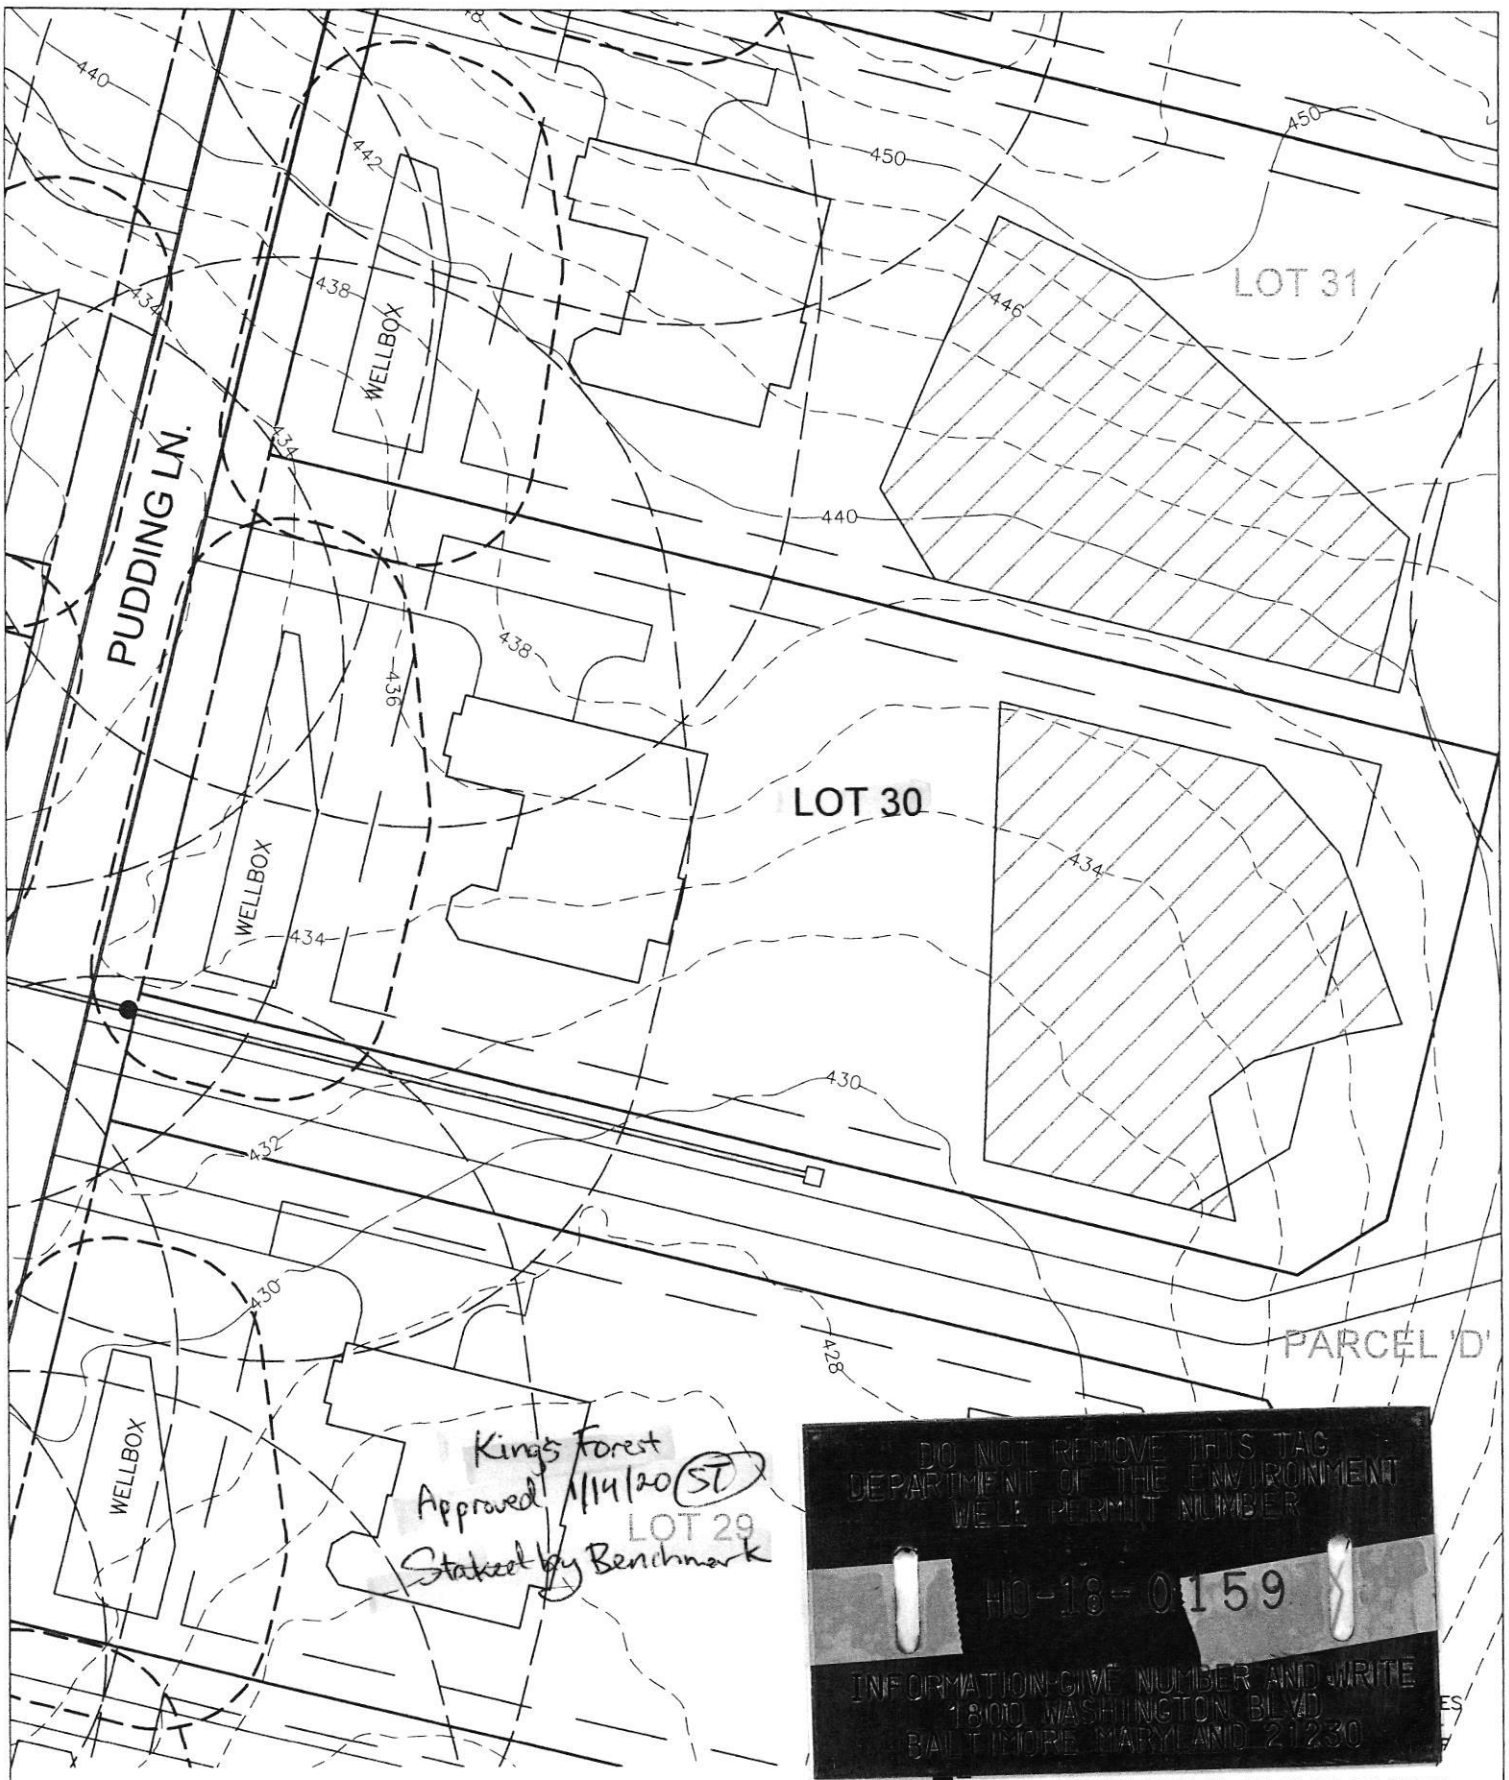 48
440
442
450
450
LOT 31
434
438
446
WELLBOX
434
PUDDING LN.
440
438
436
LOT 30
434
WELLBOX
434
430
432
430
428
PARCEL 'D'
WELLBOX
King's Forest
Approved 1/14/20 ST
LOT 29
Staked by Benchmark
DO NOT REMOVE THIS TAG
DEPARTMENT OF THE ENVIRONMENT
WELL PERMIT NUMBER
HO-18-0159
INFORMATION-GIVE NUMBER AND WRITE
1800 WASHINGTON BLVD
BALTIMORE MARYLAND 21230
ES